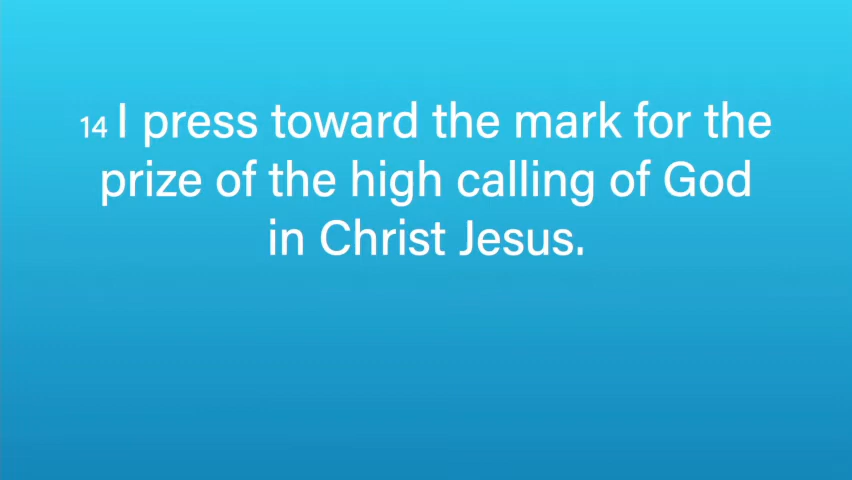 14 I press toward the mark for the
prize of the high calling of God
in Christ Jesus.